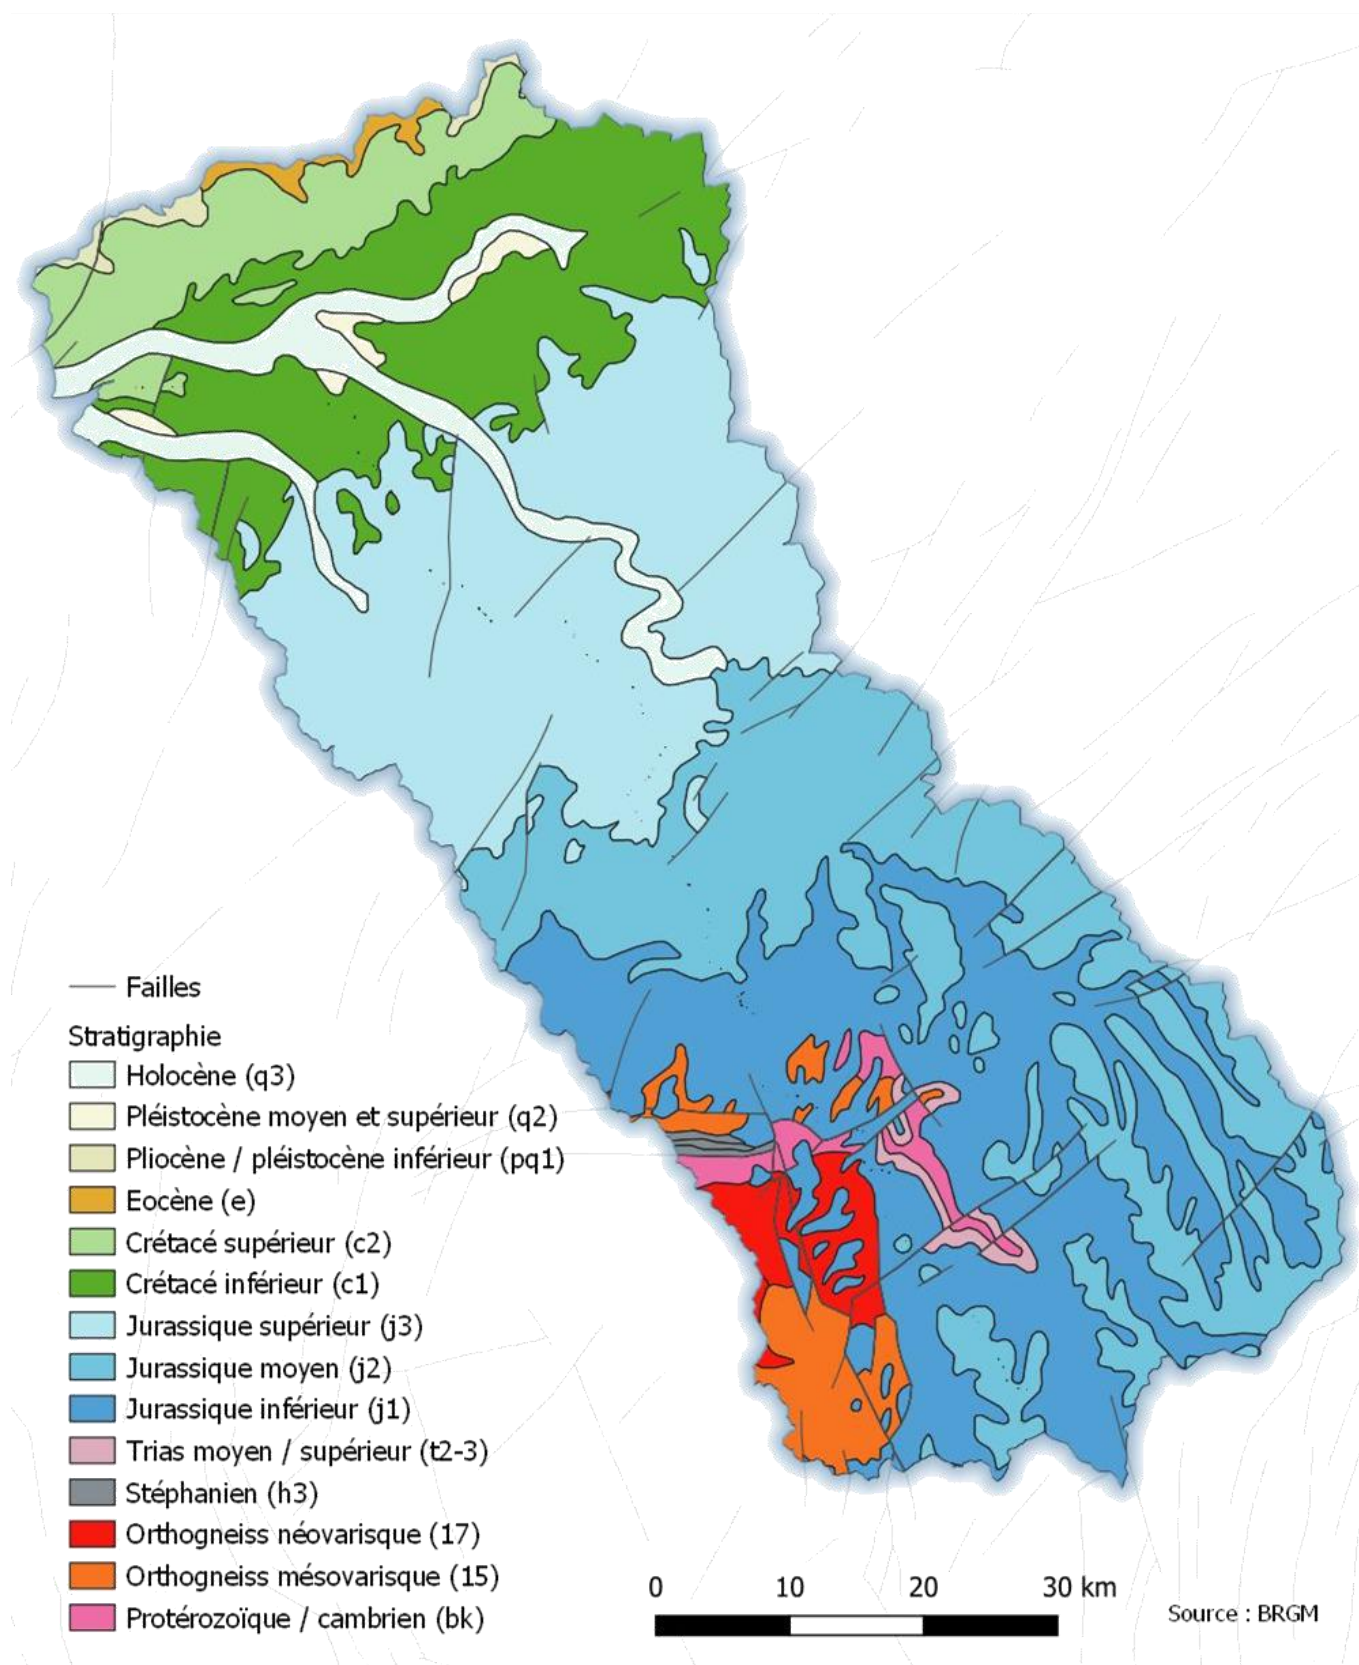 Failles
Stratigraphie
Holocène (q3)
Pléistocène moyen et supérieur (q2)
Pliocène / pléistocène inférieur (pq1)
Eocène (e)
Crétacé supérieur (c2)
Crétacé inférieur (c1)
Jurassique supérieur (j3)
Jurassique moyen (j2)
Jurassique inférieur (j1)
Trias moyen / supérieur (t2-3)
Stéphanien (h3)
Orthogneiss néovarisque (17)
Orthogneiss mésovarisque (15)
Protérozoïque / cambrien (bk)
0 10 20 30 km
Source : BRGM